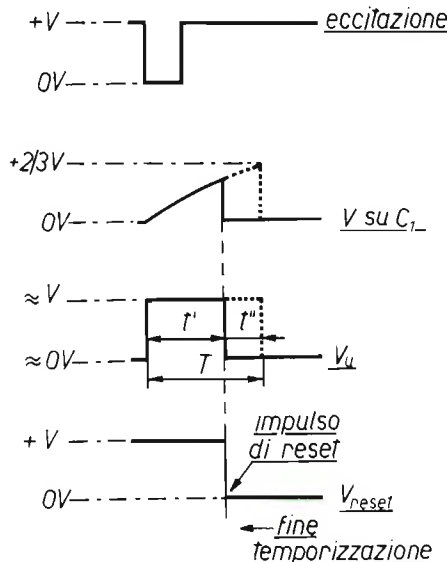 +V
eccitazione
0V
+2/3V
0V
V su C1
≈ V
t'
t"
≈ 0V
T
Vu
impulso
di reset
+ V
0V
Vreset
fine
temporizzazione